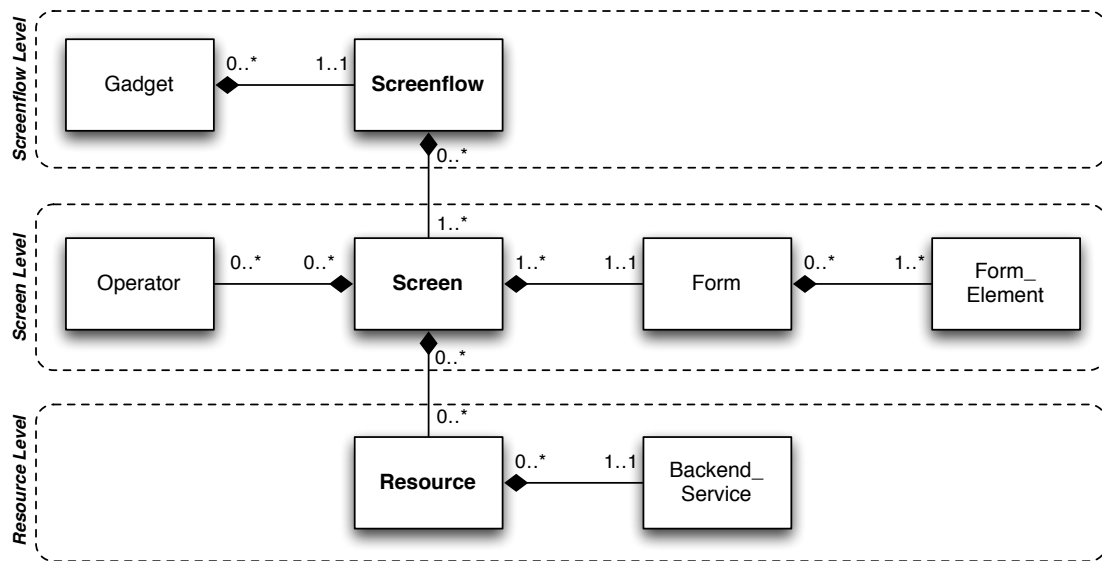 Screenflow Level
Gadget
0..*
1..1
Screenflow
0..*
Screen Level
1..*
Operator
0..*
0..*
Screen
1..*
1..1
Form
0..*
1..*
Form_
Element
0..*
Resource Level
0..*
Resource
0..*
1..1
Backend_
Service